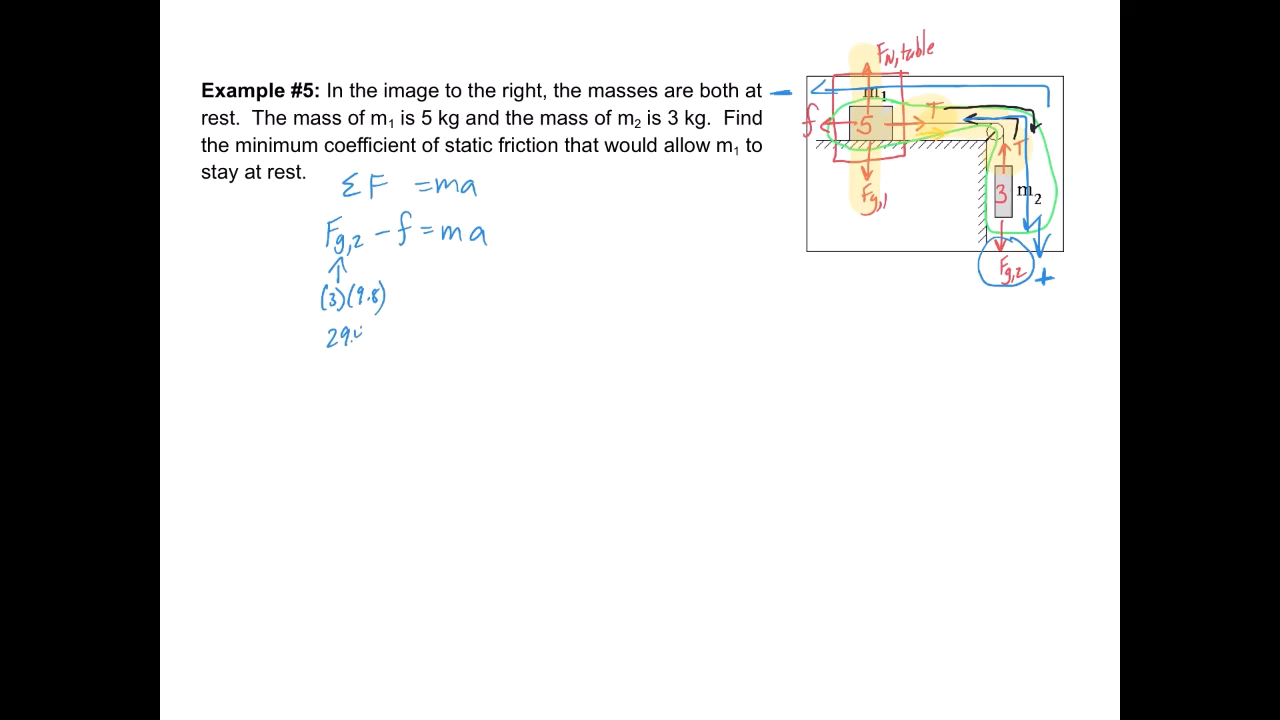 Example #5: In the image to the right, the masses are both at
rest. The mass of m₁ is 5 kg and the mass of m₂ is 3 kg. Find
the minimum coefficient of static friction that would allow m₁ to
stay at rest.
ΣF = ma
Fg,2 - f = ma
(3)(9.8)
29.
FN,table
m₁
f
5
T
T
Fg,1
3
m₂
Fg,2
+
−